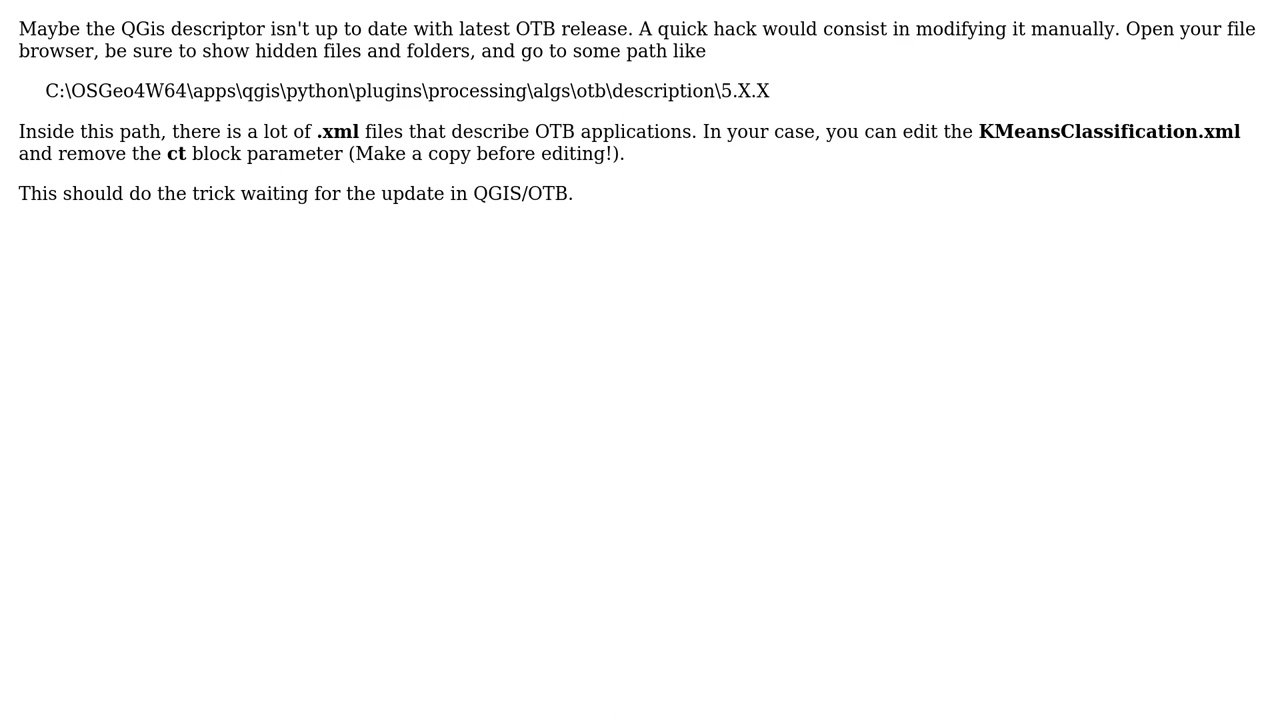 Maybe the QGis descriptor isn't up to date with latest OTB release. A quick hack would consist in modifying it manually. Open your file
browser, be sure to show hidden files and folders, and go to some path like
C:\OSGeo4W64\apps\qgis\python\plugins\processing\algs\otb\description\5.X.X
Inside this path, there is a lot of .xml files that describe OTB applications. In your case, you can edit the KMeansClassification.xml
and remove the ct block parameter (Make a copy before editing!).
This should do the trick waiting for the update in QGIS/OTB.